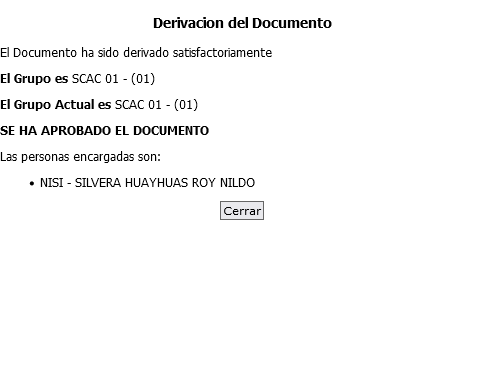 Derivacion del Documento
El Documento ha sido derivado satisfactoriamente
El Grupo es SCAC 01 - (01)
El Grupo Actual es SCAC 01 - (01)
SE HA APROBADO EL DOCUMENTO
Las personas encargadas son:
• NISI - SILVERA HUAYHUAS ROY NILDO
Cerrar